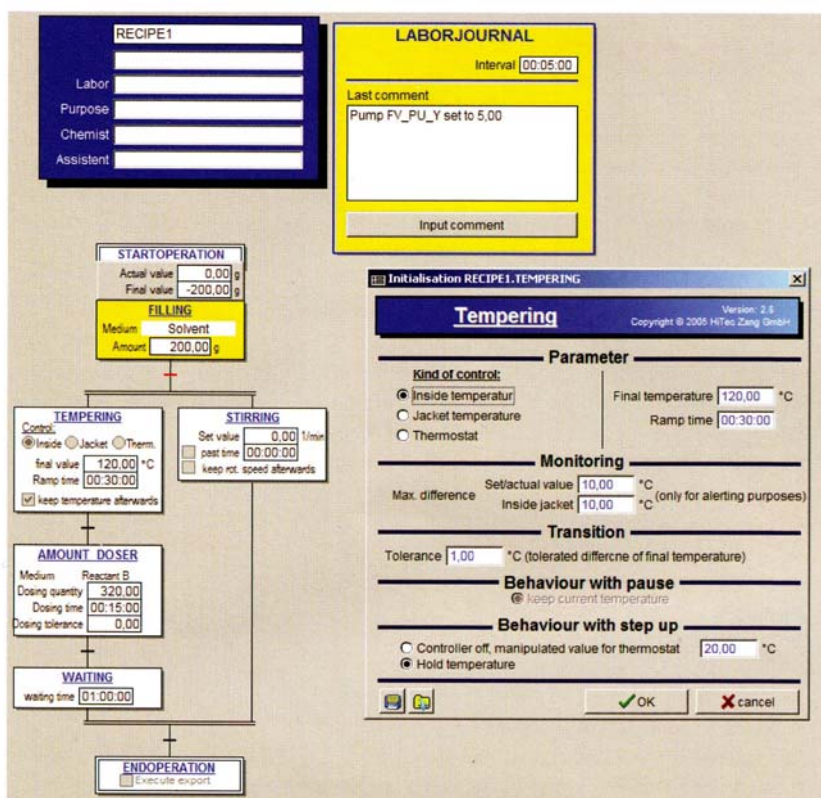 RECIPE1
Labor
Purpose
Chemist
Assistent
LABORJOURNAL
Interval 00:05:00
Last comment
Pump FV_PU_Y set to 5,00
Input comment
STARTOPERATION
Actual value 0,00 g
Final value -200,00 g
FILLING
Medium Solvent
Amount 200,00 g
TEMPERING
Control:
Inside Jacket Therm.
final value 120.00 °C
Ramp time 00:30:00
keep temperature afterwards
STIRRING
Set value 0,00 1/min
past time 00:00:00
keep rot. speed afterwards
AMOUNT DOSER
Medium Reactant B
Dosing quantity 320,00
Dosing time 00:15:00
Dosing tolerance 0,00
WAITING
waiting time 01:00:00
ENDOPERATION
Execute export
Initialisation RECIPE1.TEMPERING
Tempering
Version: 2.6
Copyright © 2005 HiTec Zang GmbH
Parameter
Kind of control:
Inside temperatur
Jacket temperature
Thermostat
Final temperature 120,00 °C
Ramp time 00:30:00
Monitoring
Max. difference
Set/actual value 10,00 °C
Inside jacket 10,00 °C
(only for alerting purposes)
Transition
Tolerance 1,00 °C (tolerated differcne of final temperature)
Behaviour with pause
keep current temperature
Behaviour with step up
Controller off, manipulated value for thermostat 20,00 °C
Hold temperature
OK
cancel